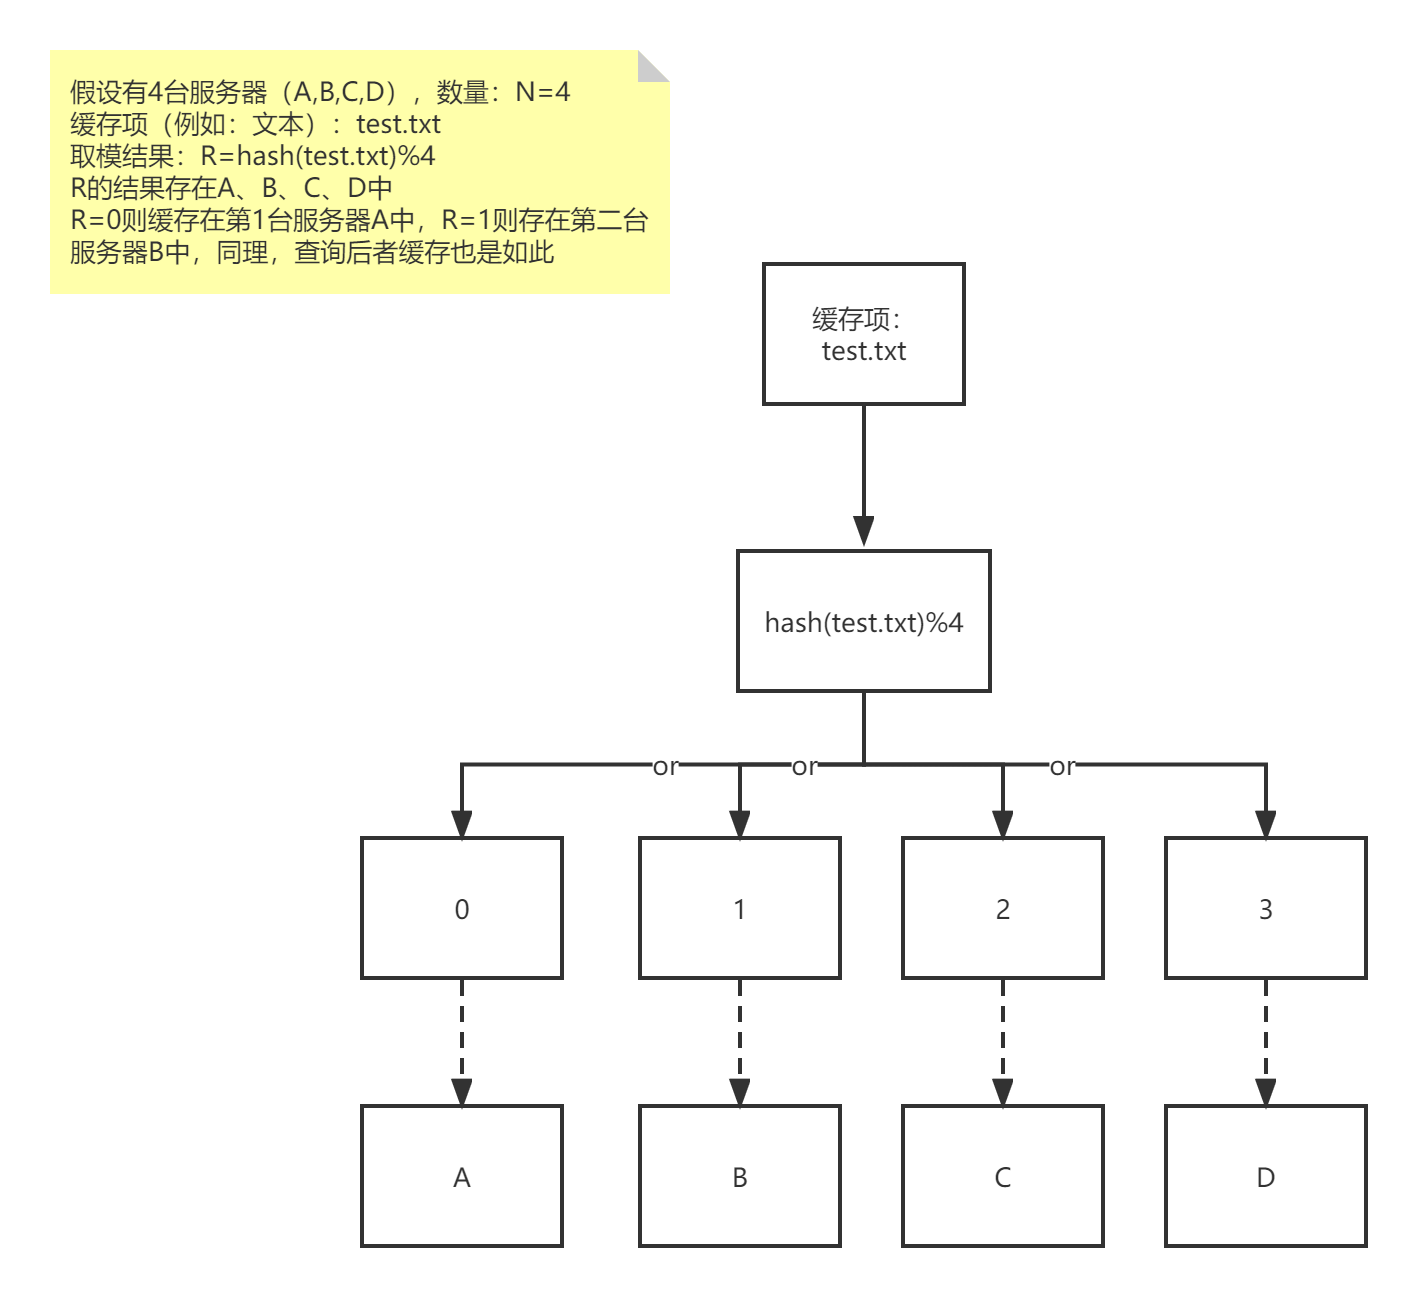 假设有4台服务器（A,B,C,D），数量：N=4
缓存项（例如：文本）：test.txt
取模结果：R=hash(test.txt)%4
R的结果存在A、B、C、D中
R=0则缓存在第1台服务器A中，R=1则存在第二台
服务器B中，同理，查询后者缓存也是如此
缓存项：
test.txt
hash(test.txt)%4
or
or
or
0
1
2
3
A
B
C
D